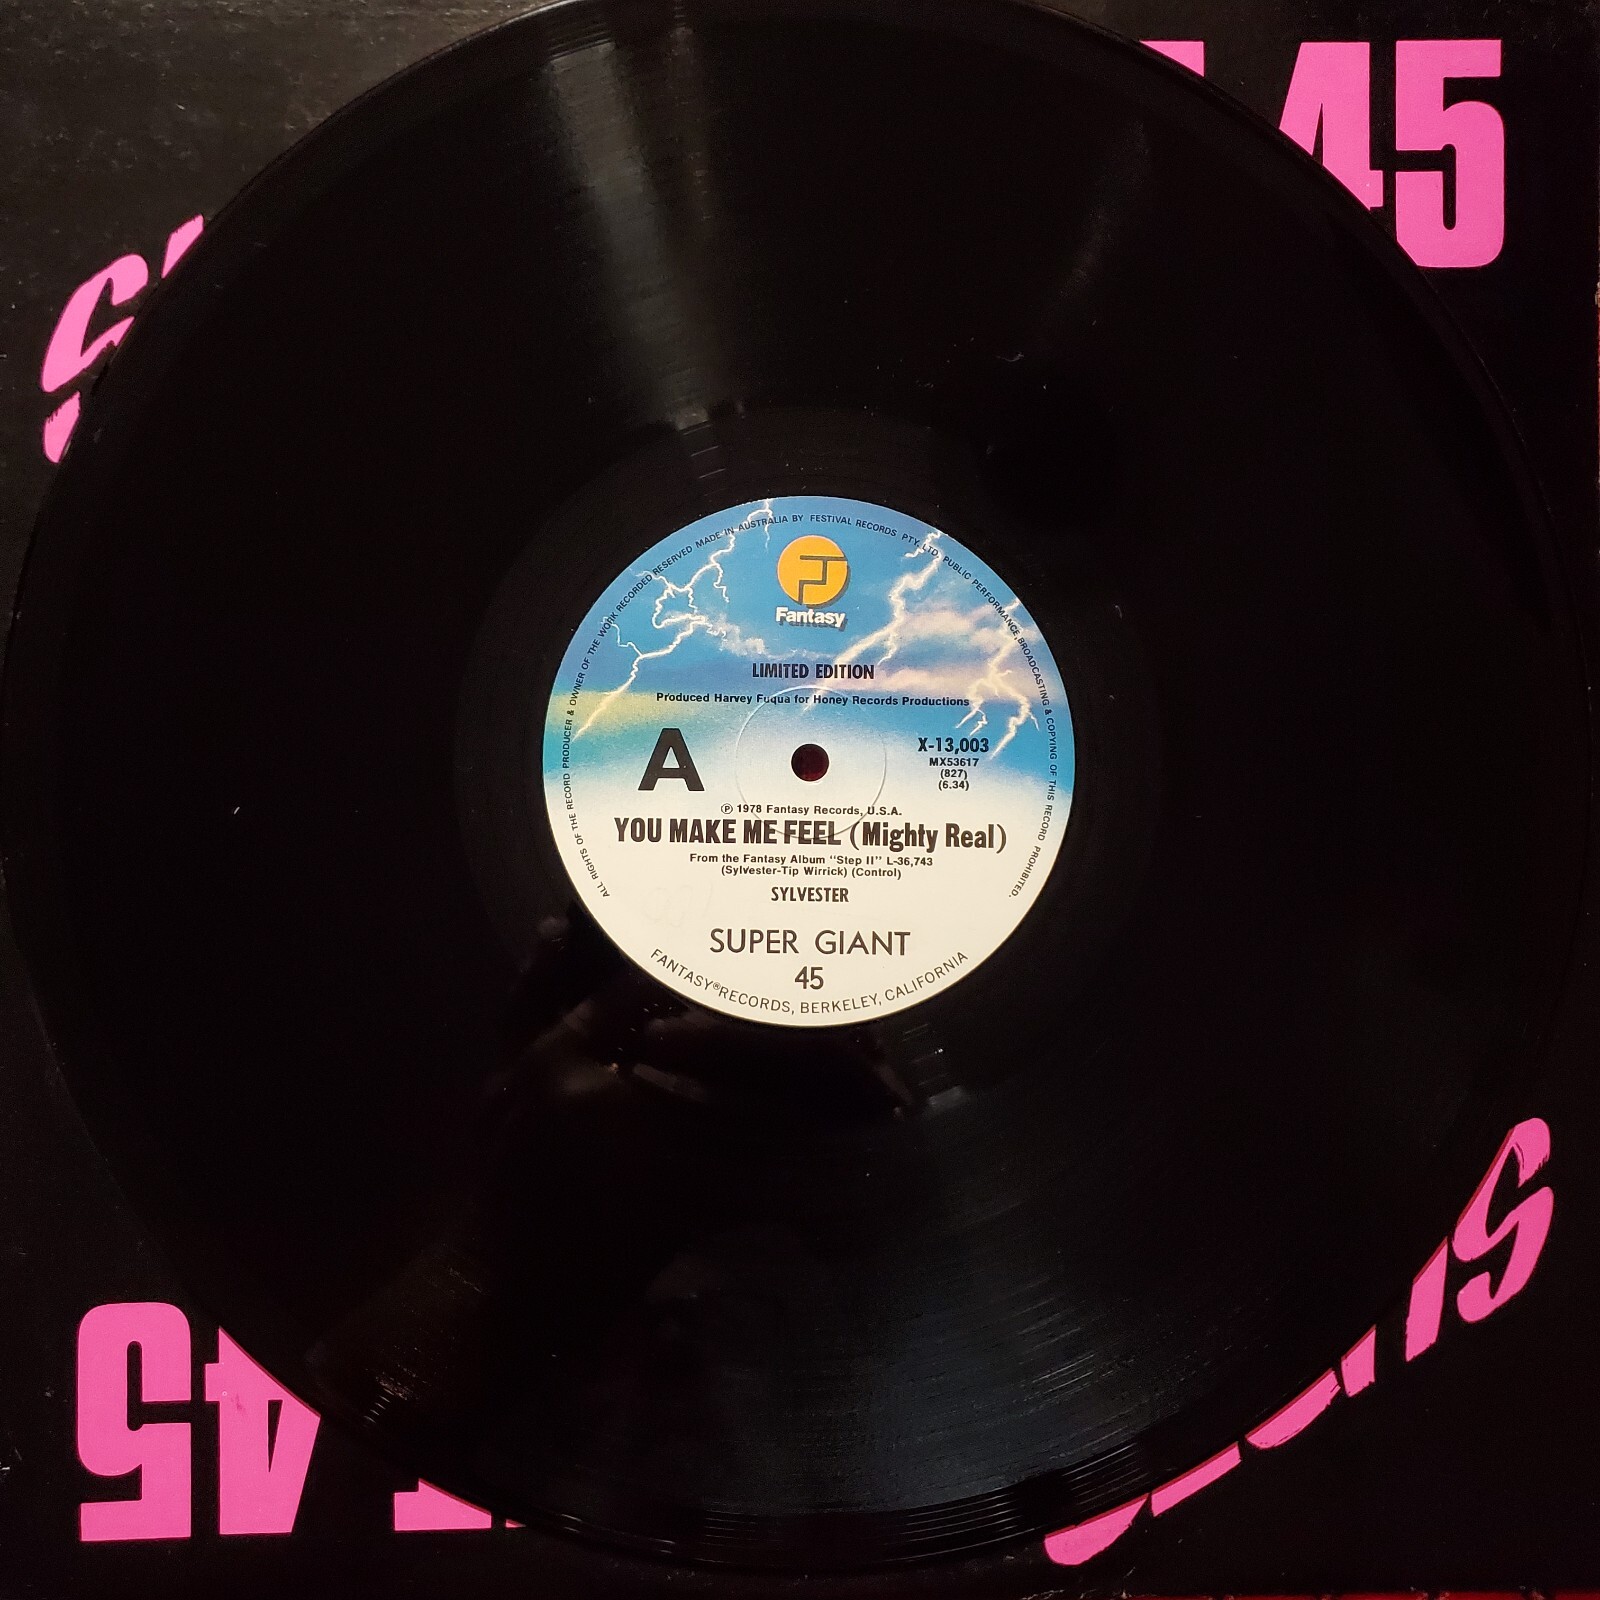 45
ALL RIGHTS OF THE RECORD PRODUCER & OWNER OF THE WORK RECORDED RESERVED MADE IN AUSTRALIA BY FESTIVAL RECORDS PTY. LTD. PUBLIC PERFORMANCE, BROADCASTING & COPYING OF THIS RECORD PROHIBITED.
Fantasy
LIMITED EDITION
Produced Harvey Fuqua for Honey Records Productions
A
X-13,003
MX53617
(827)
(6.34)
℗ 1978 Fantasy Records, U.S.A.
YOU MAKE ME FEEL (Mighty Real)
From the Fantasy Album "Step II" L-36,743
(Sylvester-Tip Wirrick) (Control)
SYLVESTER
SUPER GIANT
45
FANTASY® RECORDS, BERKELEY, CALIFORNIA
45